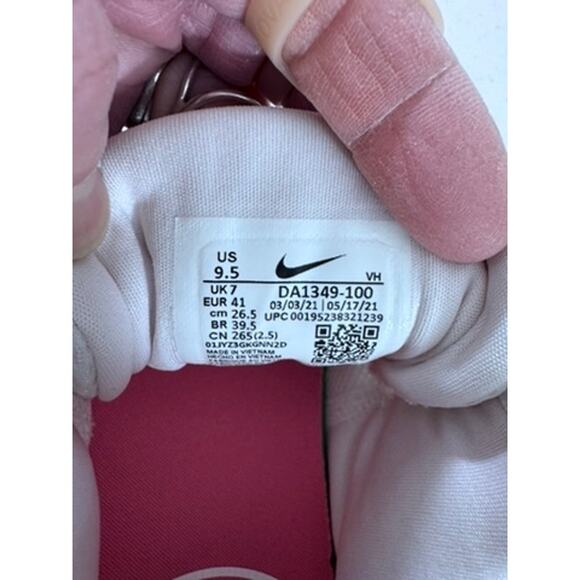 US
9.5
VH
UK 7
DA1349-100
EUR 41
03/03/21 | 05/17/21
cm 26.5
UPC 00195238321239
BR 39.5
CN 265(2.5)
01JYZ3GKGNN2D
MADE IN VIETNAM
HECHO EN VIETNAM